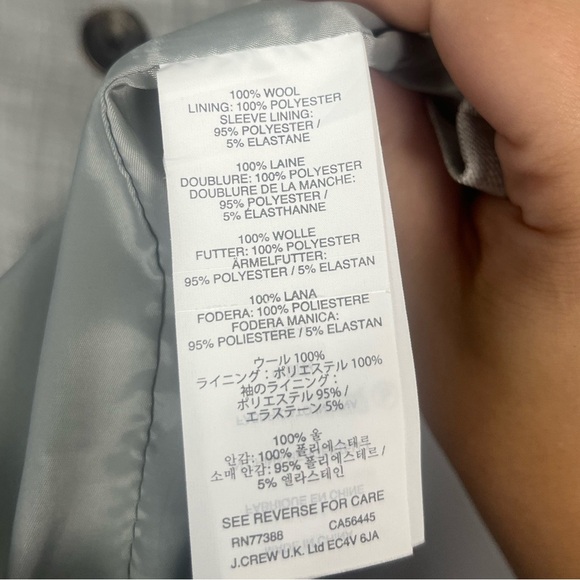 100% WOOL
LINING: 100% POLYESTER
SLEEVE LINING:
95% POLYESTER /
5% ELASTANE
100% LAINE
DOUBLURE: 100% POLYESTER
DOUBLURE DE LA MANCHE:
95% POLYESTER /
5% ÉLASTHANNE
100% WOLLE
FUTTER: 100% POLYESTER
ÄRMELFUTTER:
95% POLYESTER / 5% ELASTAN
100% LANA
FODERA: 100% POLIESTERE
FODERA MANICA:
95% POLIESTERE / 5% ELASTAN
ウール 100%
ライニング：ポリエステル 100%
袖のライニング：
ポリエステル 95% /
エラステーン 5%
100% 울
안감: 100% 폴리에스테르
소매 안감: 95% 폴리에스테르 /
5% 엘라스테인
SEE REVERSE FOR CARE
RN77388 CA56445
J.CREW U.K. Ltd EC4V 6JA